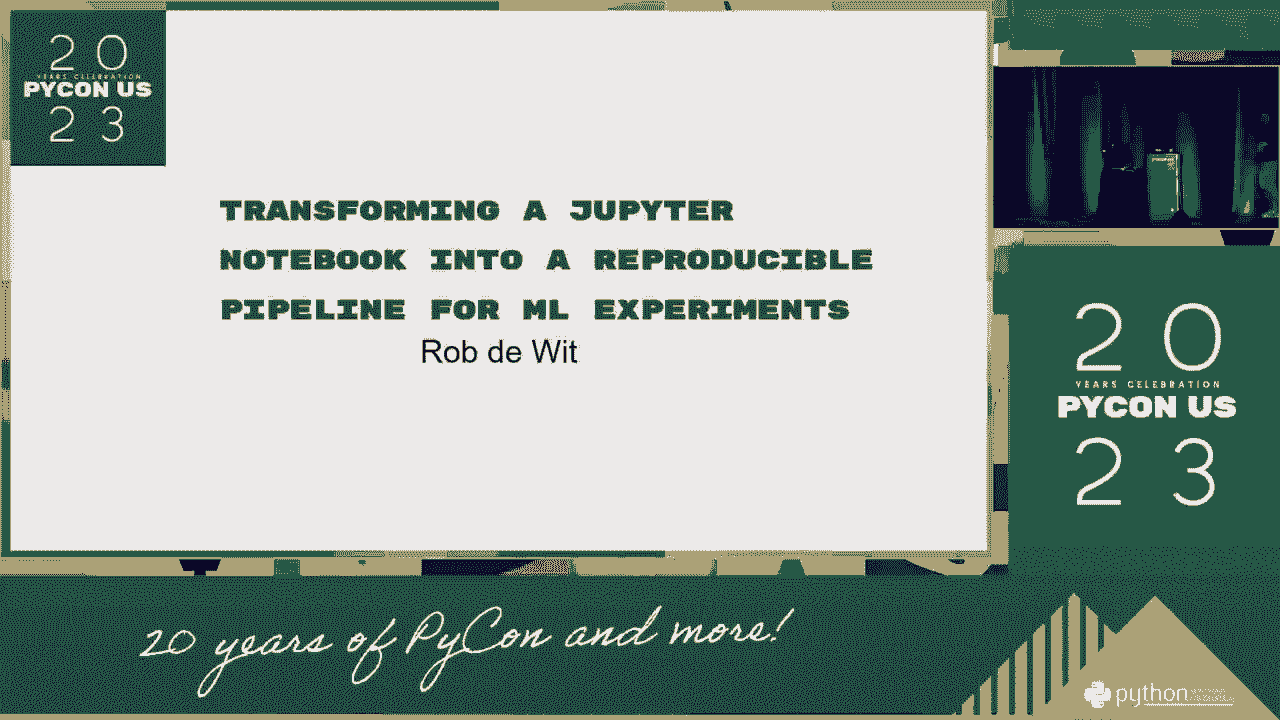 20
YEARS CELEBRATION
PYCON US
23
TRANSFORMING A JUPYTER
NOTEBOOK INTO A REPRODUCIBLE
PIPELINE FOR ML EXPERIMENTS
Rob de Wit
20
YEARS CELEBRATION
PYCON US
23
20 years of PyCon and more!
python